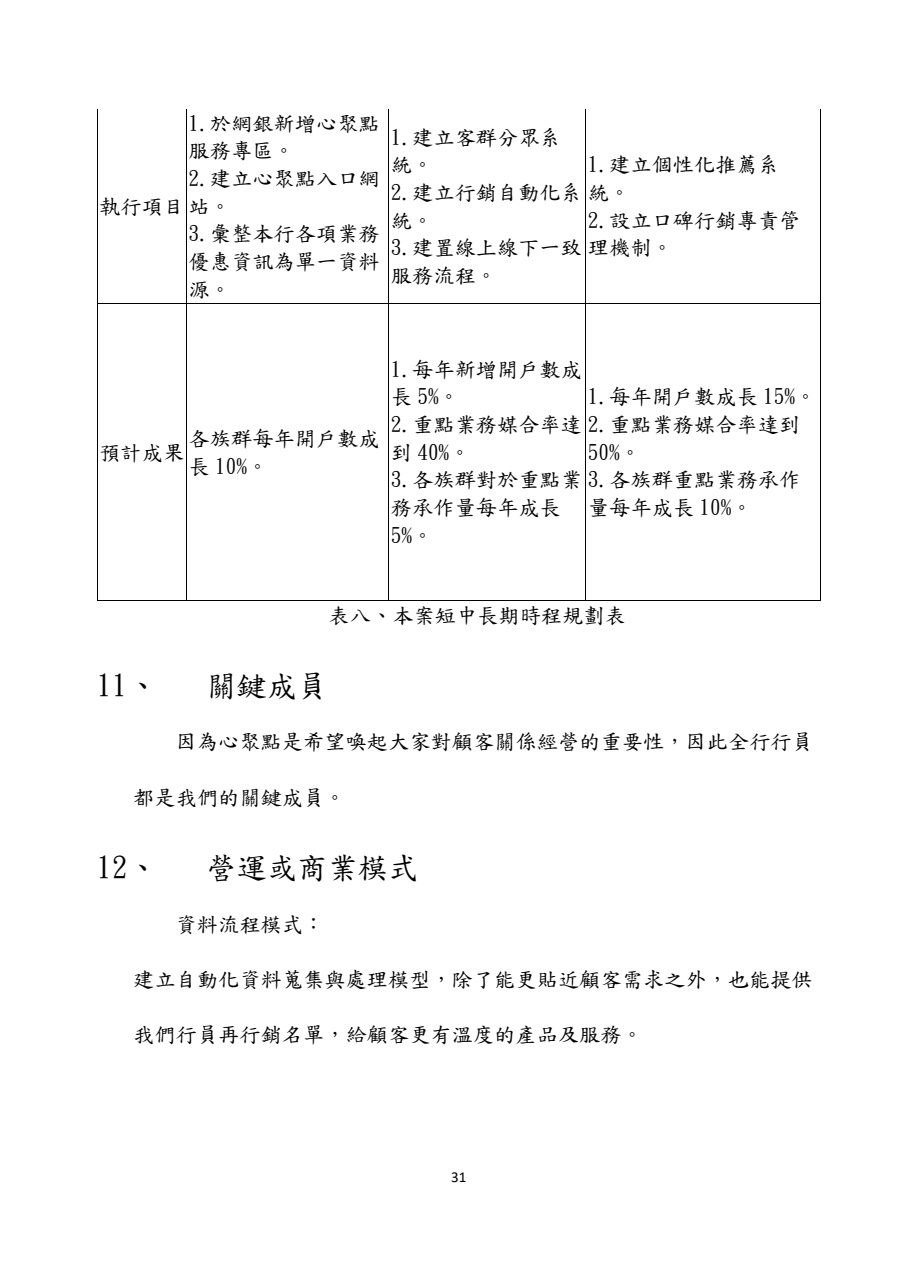 執行項目
1.於網銀新增心聚點
服務專區。
2.建立心聚點入口網
站。
3.彙整本行各項業務
優惠資訊為單一資料
源。
1.建立客群分眾系
統。
2.建立行銷自動化系
統。
3.建置線上線下一致
服務流程。
1.建立個性化推薦系
統。
2.設立口碑行銷專責管
理機制。
預計成果
各族群每年開戶數成
長 10%。
1.每年新增開戶數成
長 5%。
2.重點業務媒合率達
到 40%。
3.各族群對於重點業
務承作量每年成長
5%。
1.每年開戶數成長 15%。
2.重點業務媒合率達到
50%。
3.各族群重點業務承作
量每年成長 10%。
表八、本案短中長期時程規劃表
11、 關鍵成員
因為心聚點是希望喚起大家對顧客關係經營的重要性，因此全行行員
都是我們的關鍵成員。
12、 營運或商業模式
資料流程模式：
建立自動化資料蒐集與處理模型，除了能更貼近顧客需求之外，也能提供
我們行員再行銷名單，給顧客更有溫度的產品及服務。
31